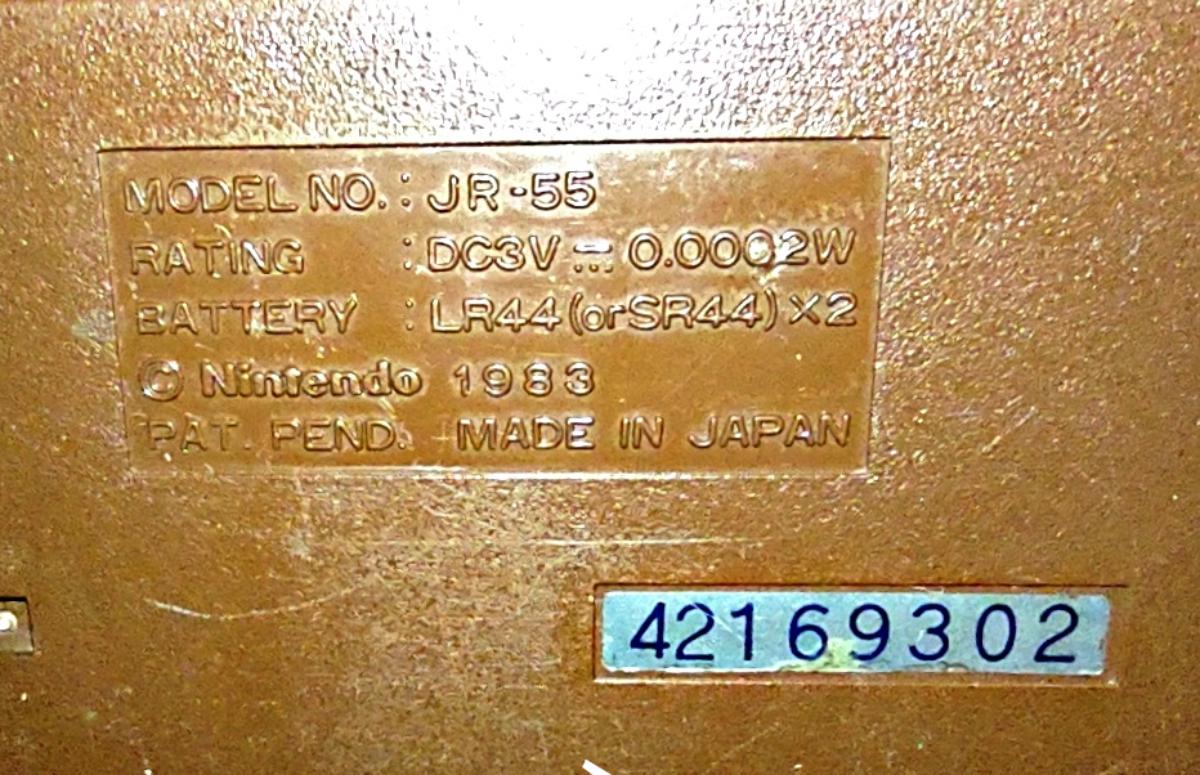 MODEL NO. : JR-55
RATING : DC3V ⎓ 0.0002W
BATTERY : LR44 (or SR44) X2
© Nintendo 1983
PAT. PEND. MADE IN JAPAN
42169302